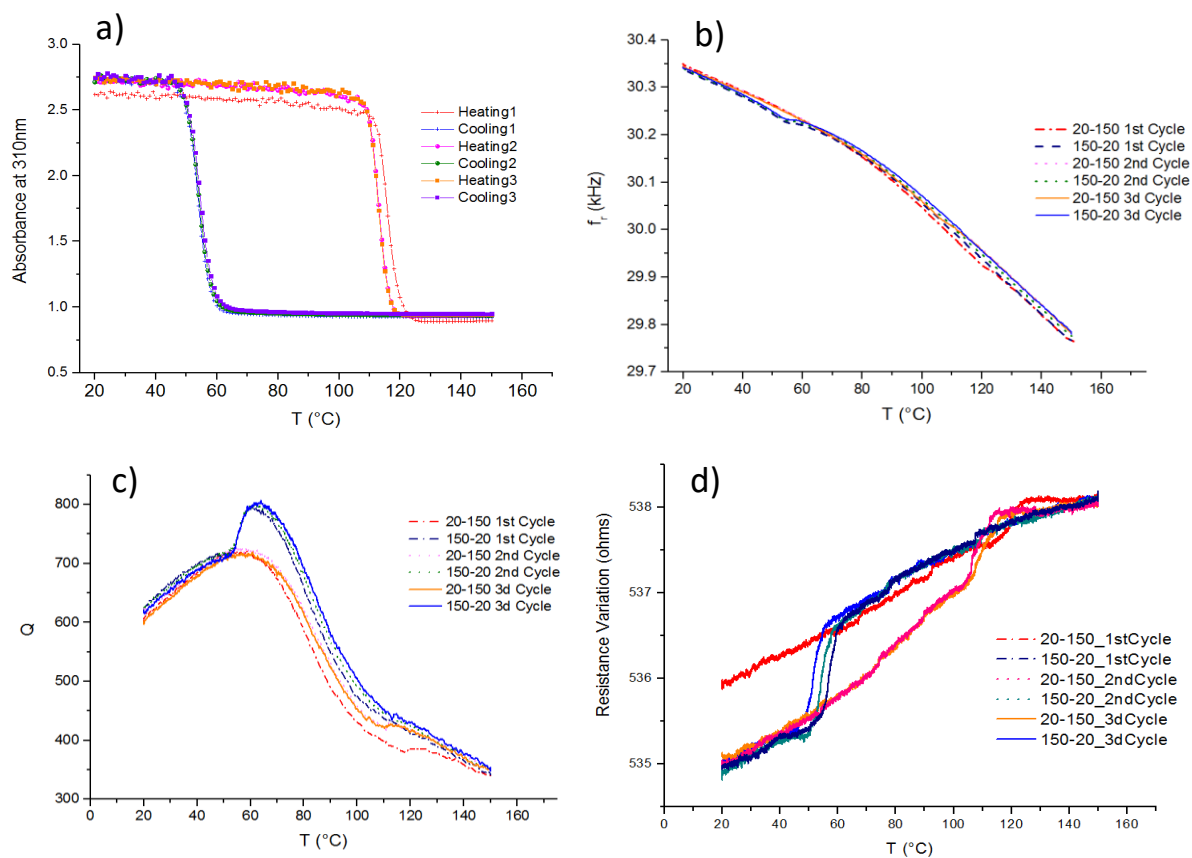 a)
3.0
2.5
2.0
1.5
1.0
0.5
20 40 60 80 100 120 140 160
T (°C)
Absorbance at 310nm
Heating1
Cooling1
Heating2
Cooling2
Heating3
Cooling3
b)
30.4
30.3
30.2
30.1
30.0
29.9
29.8
29.7
20 40 60 80 100 120 140 160
T (°C)
fr (kHz)
20-150 1st Cycle
150-20 1st Cycle
20-150 2nd Cycle
150-20 2nd Cycle
20-150 3d Cycle
150-20 3d Cycle
c)
800
700
600
500
400
300
0 20 40 60 80 100 120 140 160
T (°C)
Q
20-150 1st Cycle
150-20 1st Cycle
20-150 2nd Cycle
150-20 2nd Cycle
20-150 3d Cycle
150-20 3d Cycle
d)
538
537
536
535
0 20 40 60 80 100 120 140 160
T (°C)
Resistance Variation (ohms)
20-150_1stCycle
150-20_1stCycle
20-150_2ndCycle
150-20_2ndCycle
20-150_3dCycle
150-20_3dCycle